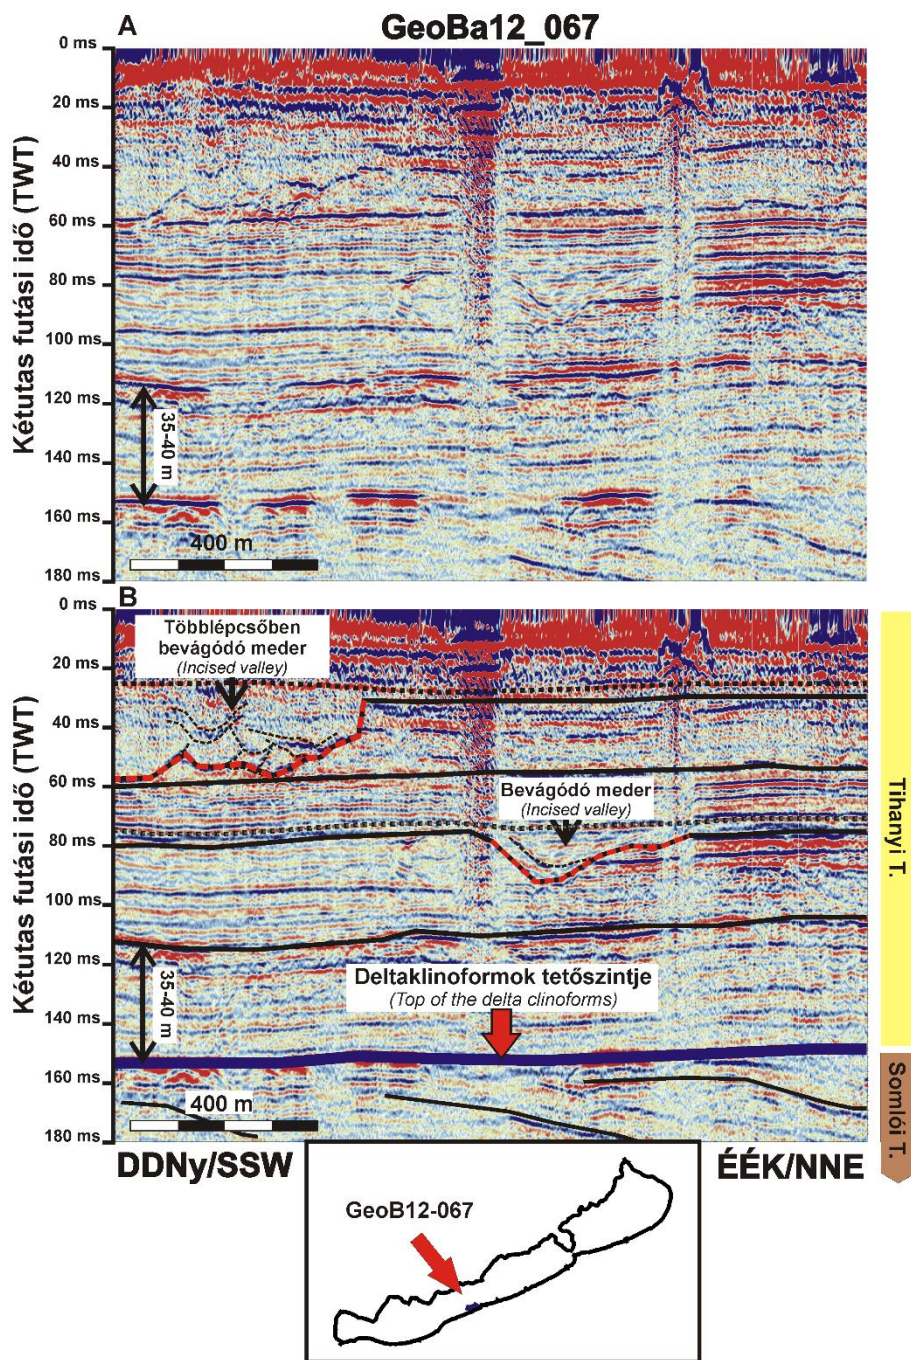 A
GeoBa12_067
Kétutas futási idő (TWT)
0 ms
20 ms
40 ms
60 ms
80 ms
100 ms
120 ms
140 ms
160 ms
180 ms
35-40 m
400 m
B
Kétutas futási idő (TWT)
0 ms
20 ms
40 ms
60 ms
80 ms
100 ms
120 ms
140 ms
160 ms
180 ms
Többlépcsőben
bevágódó meder
(Incised valley)
Bevágódó meder
(Incised valley)
35-40 m
Deltaklinoformok tetőszintje
(Top of the delta clinoforms)
400 m
Tihanyi T.
Somlói T.
DDNy/SSW
ÉÉK/NNE
GeoB12-067